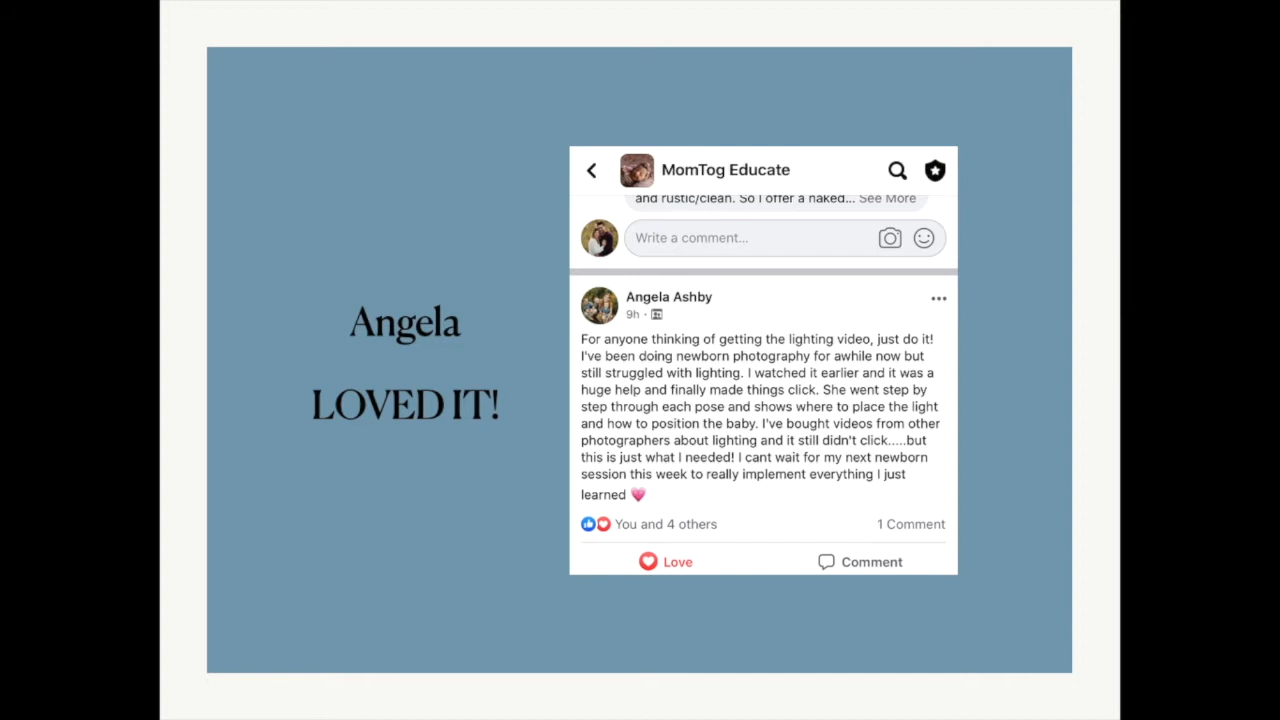 Angela
LOVED IT!
MomTog Educate
and rustic/clean. So I offer a naked... See More
Write a comment...
Angela Ashby
9h ·
For anyone thinking of getting the lighting video, just do it!
I've been doing newborn photography for awhile now but
still struggled with lighting. I watched it earlier and it was a
huge help and finally made things click. She went step by
step through each pose and shows where to place the light
and how to position the baby. I've bought videos from other
photographers about lighting and it still didn't click.....but
this is just what I needed! I cant wait for my next newborn
session this week to really implement everything I just
learned 💗
You and 4 others
1 Comment
Love
Comment